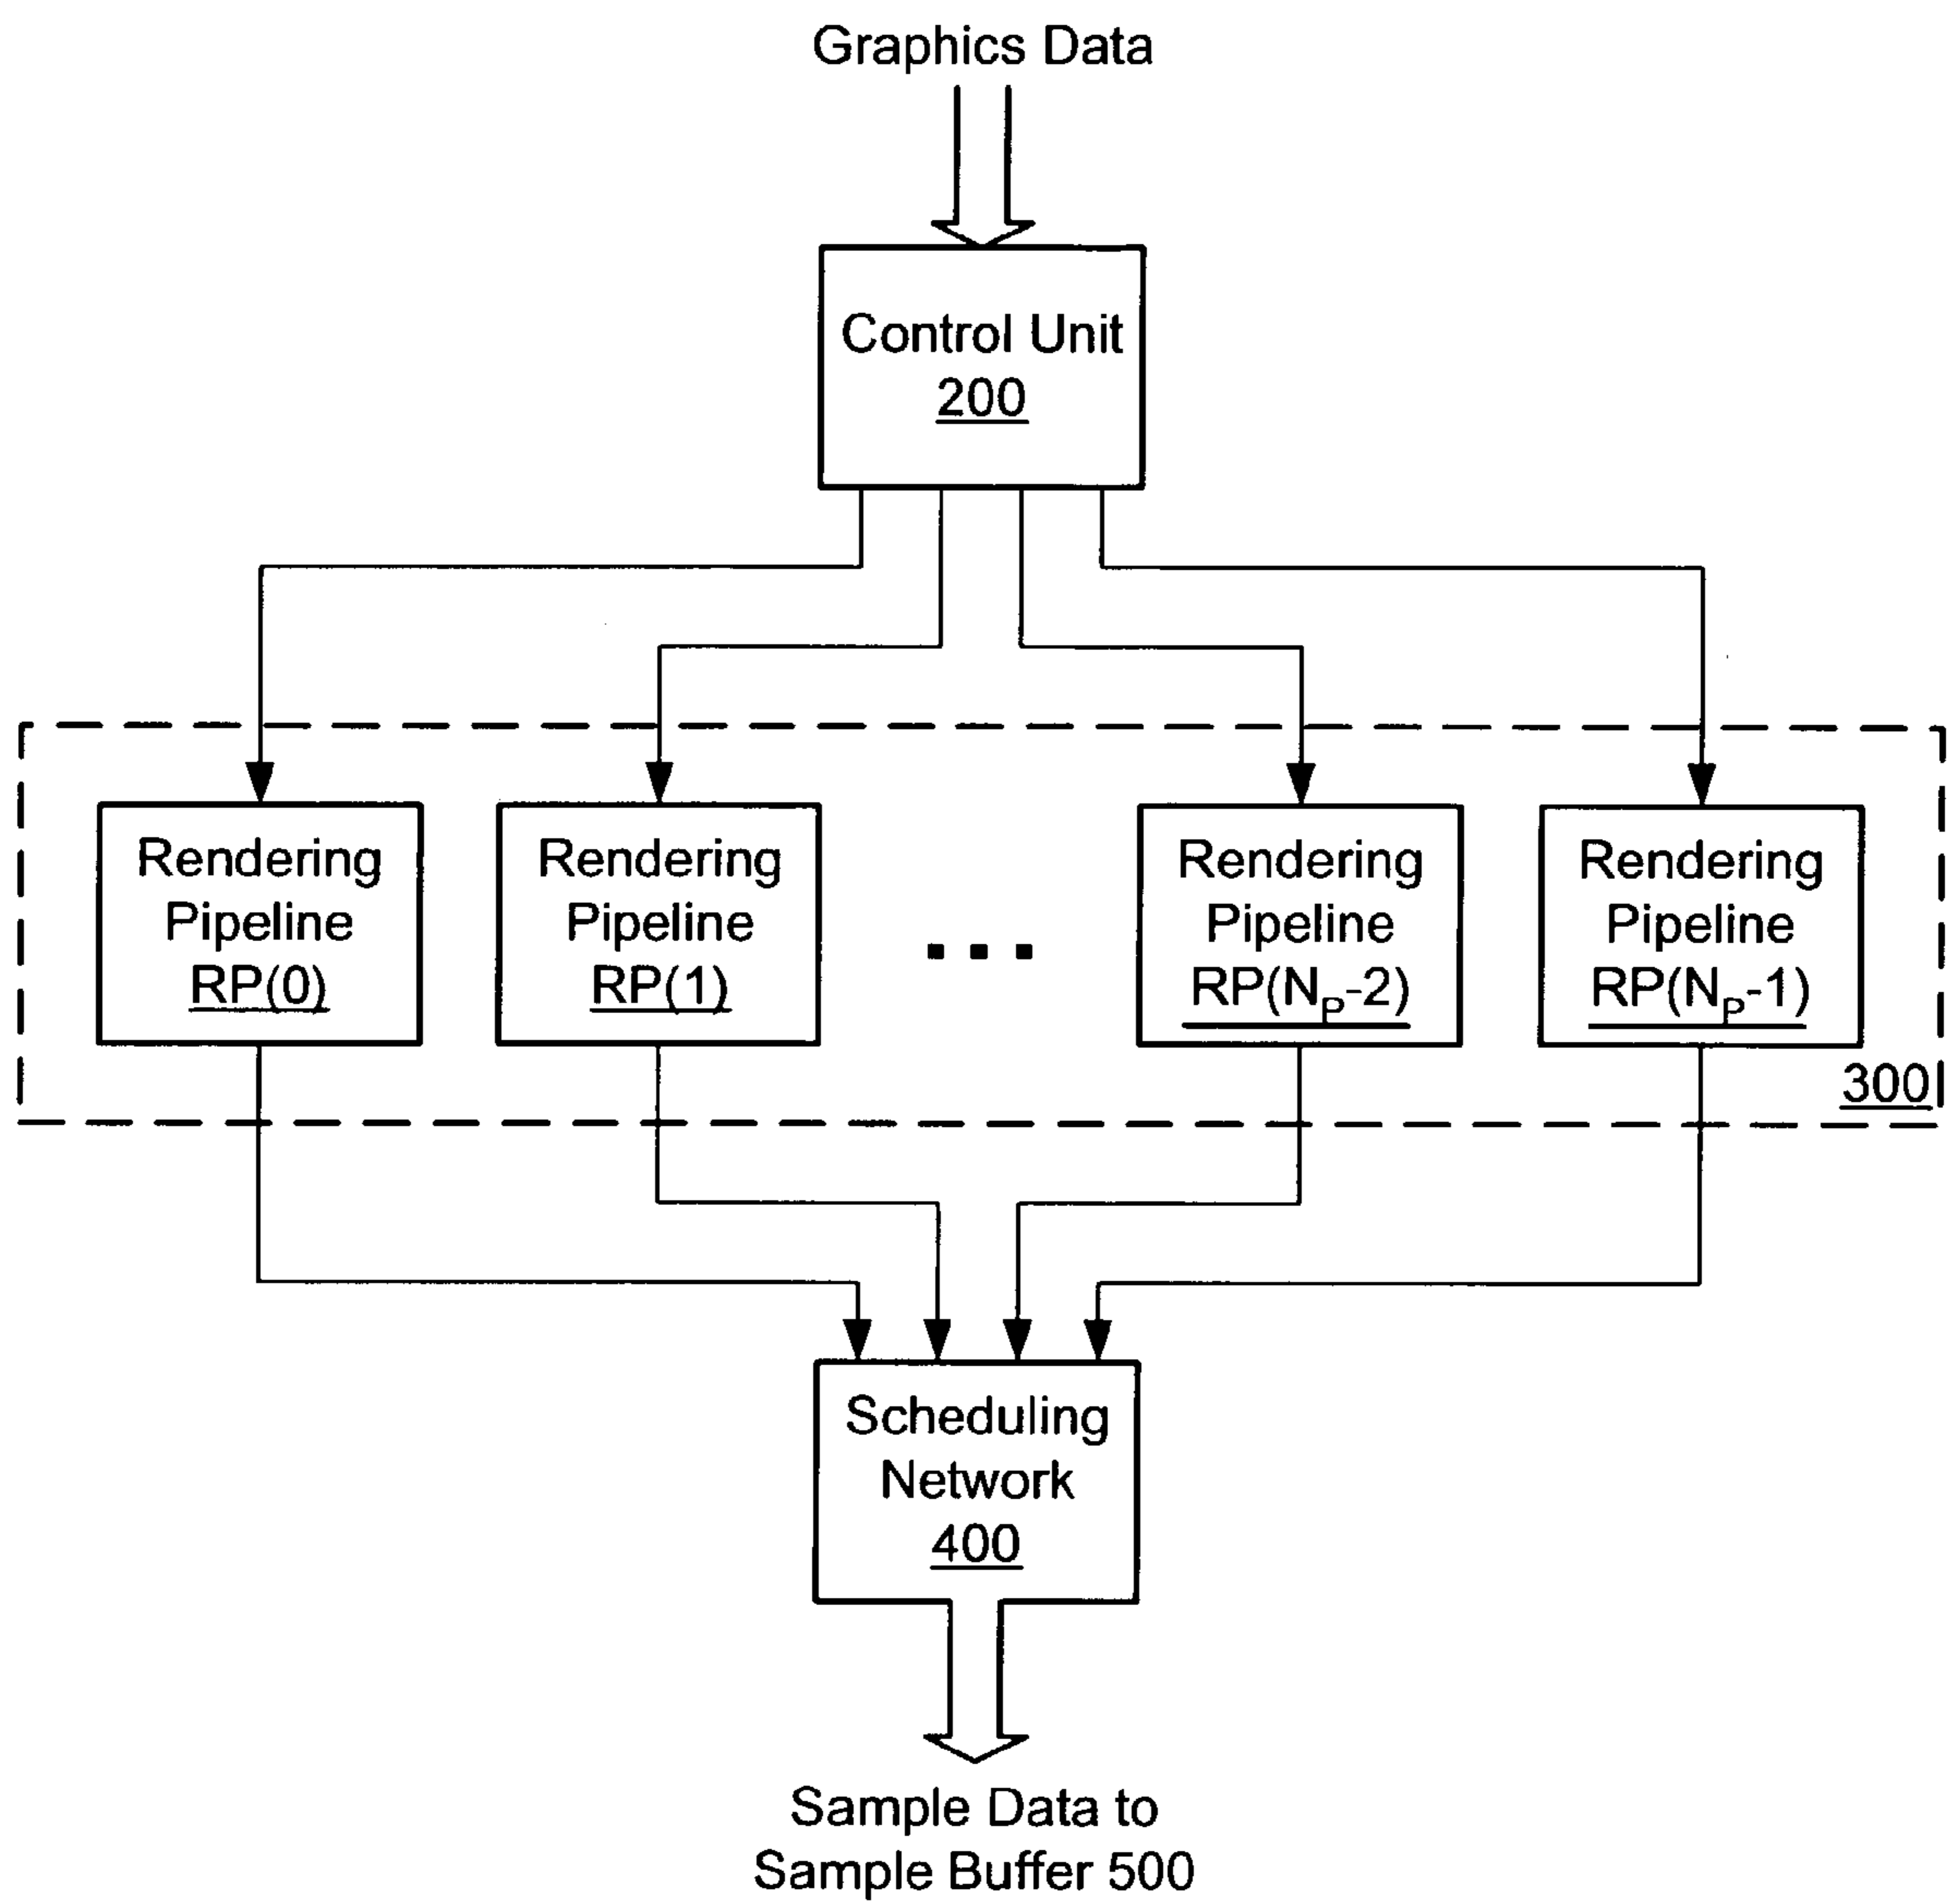 Graphics Data
Control Unit
200
Rendering
Pipeline
RP(0)
Rendering
Pipeline
RP(1)
...
Rendering
Pipeline
RP(NP-2)
Rendering
Pipeline
RP(NP-1)
300
Scheduling
Network
400
Sample Data to
Sample Buffer 500